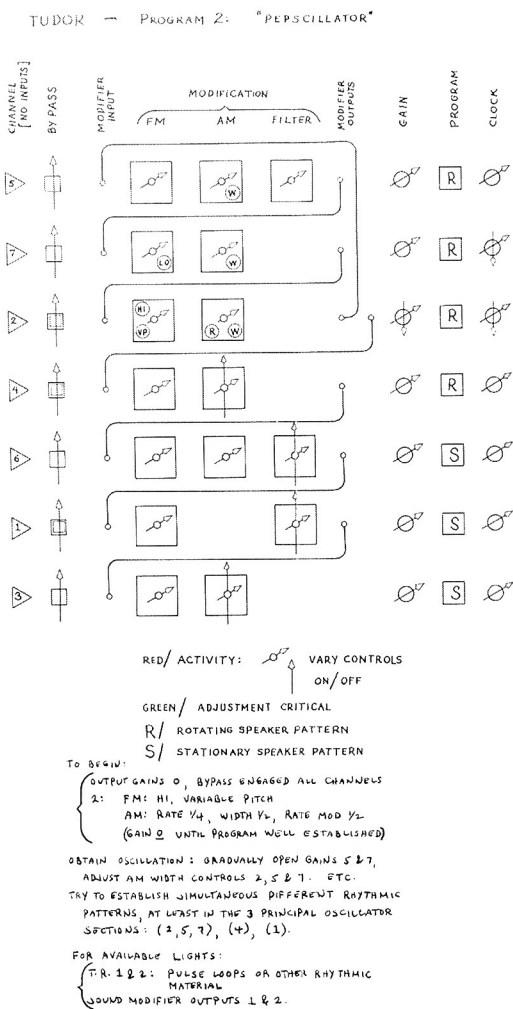 TUDOR — PROGRAM 2: "PEPSCILLATOR"
CHANNEL [NO INPUTS]
BYPASS
MODIFIER INPUT
MODIFICATION
FM AM FILTER
MODIFIER OUTPUTS
GAIN
PROGRAM
CLOCK
5 W R
7 LO W R
2 HI VP R W R
4 R
6 S
1 S
3 S
RED/ ACTIVITY: VARY CONTROLS
ON/OFF
GREEN/ ADJUSTMENT CRITICAL
R/ ROTATING SPEAKER PATTERN
S/ STATIONARY SPEAKER PATTERN
TO BEGIN:
OUTPUT GAINS 0, BYPASS ENGAGED ALL CHANNELS
2: FM: HI, VARIABLE PITCH
AM: RATE 1/4, WIDTH 1/2, RATE MOD 1/2
(GAIN 0 UNTIL PROGRAM WELL ESTABLISHED)
OBTAIN OSCILLATION: GRADUALLY OPEN GAINS 5 & 7,
ADJUST AM WIDTH CONTROLS 2, 5 & 7. ETC.
TRY TO ESTABLISH SIMULTANEOUS DIFFERENT RHYTHMIC
PATTERNS, AT LEAST IN THE 3 PRINCIPAL OSCILLATOR
SECTIONS: (2, 5, 7), (4), (1).
FOR AVAILABLE LIGHTS:
T.R. 1 & 2: PULSE LOOPS OR OTHER RHYTHMIC
MATERIAL
SOUND MODIFIER OUTPUTS 1 & 2.